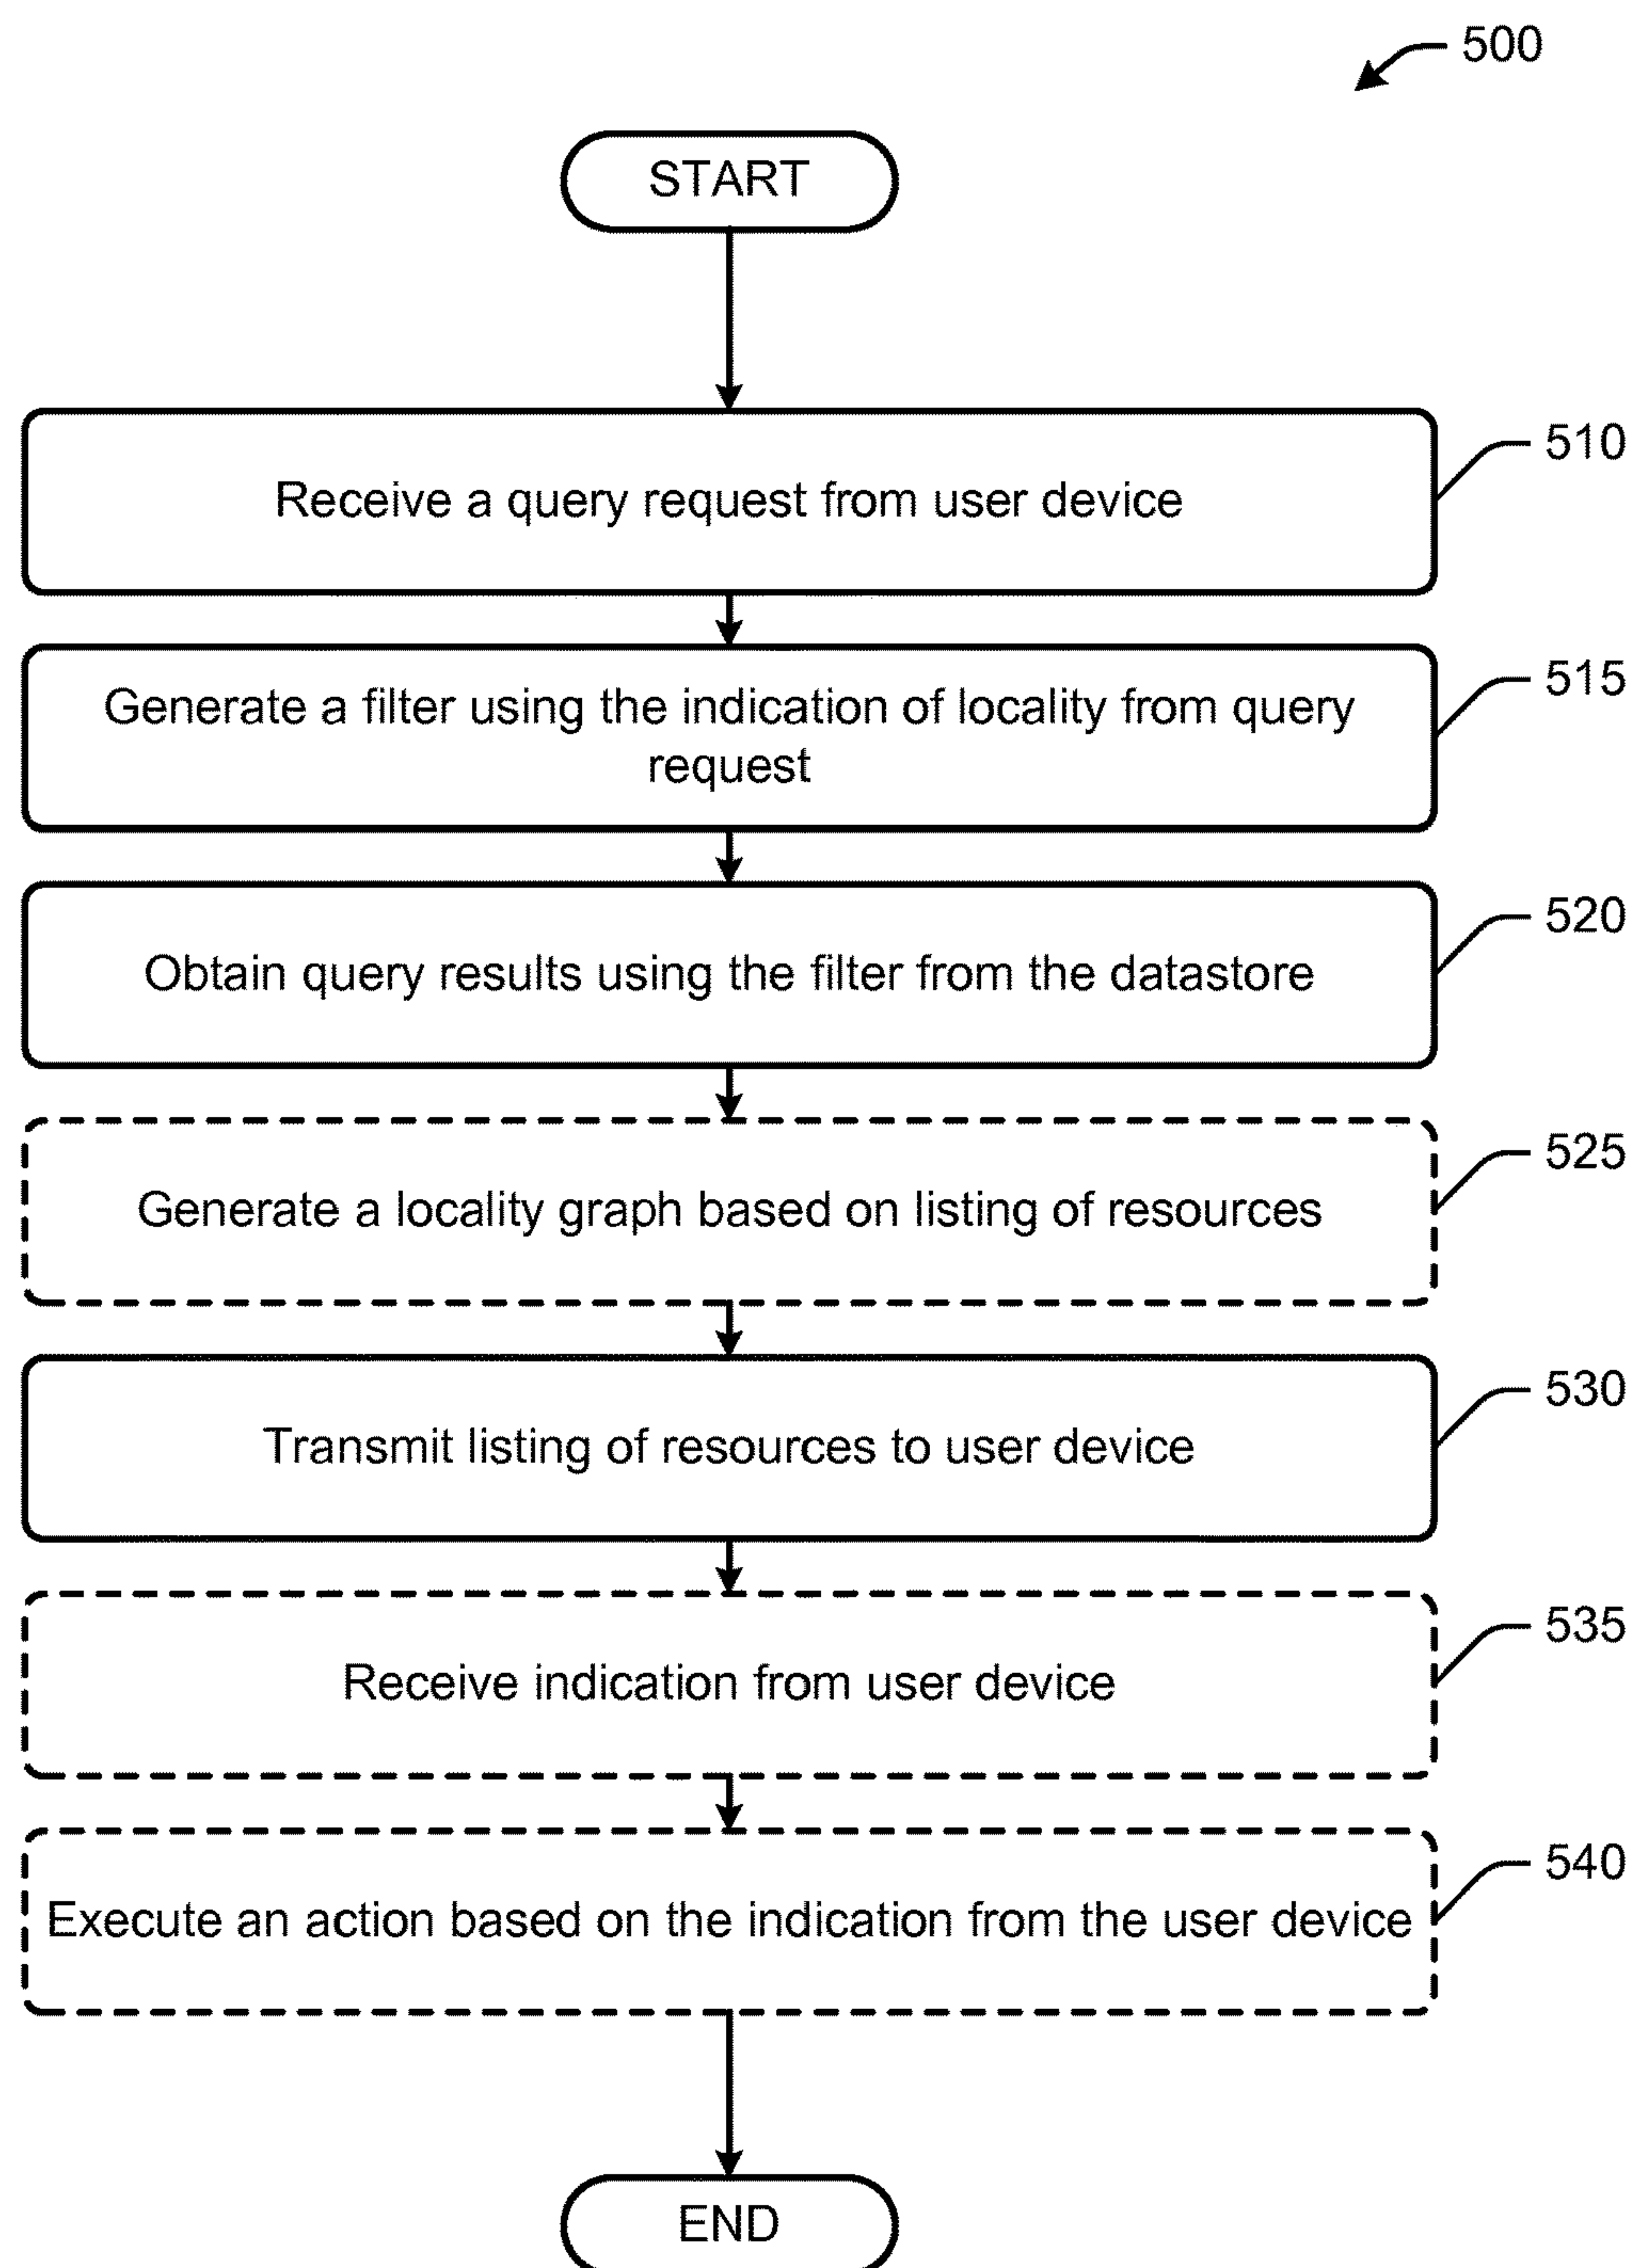 500
START
Receive a query request from user device
510
Generate a filter using the indication of locality from query
request
515
Obtain query results using the filter from the datastore
520
Generate a locality graph based on listing of resources
525
Transmit listing of resources to user device
530
Receive indication from user device
535
Execute an action based on the indication from the user device
540
END